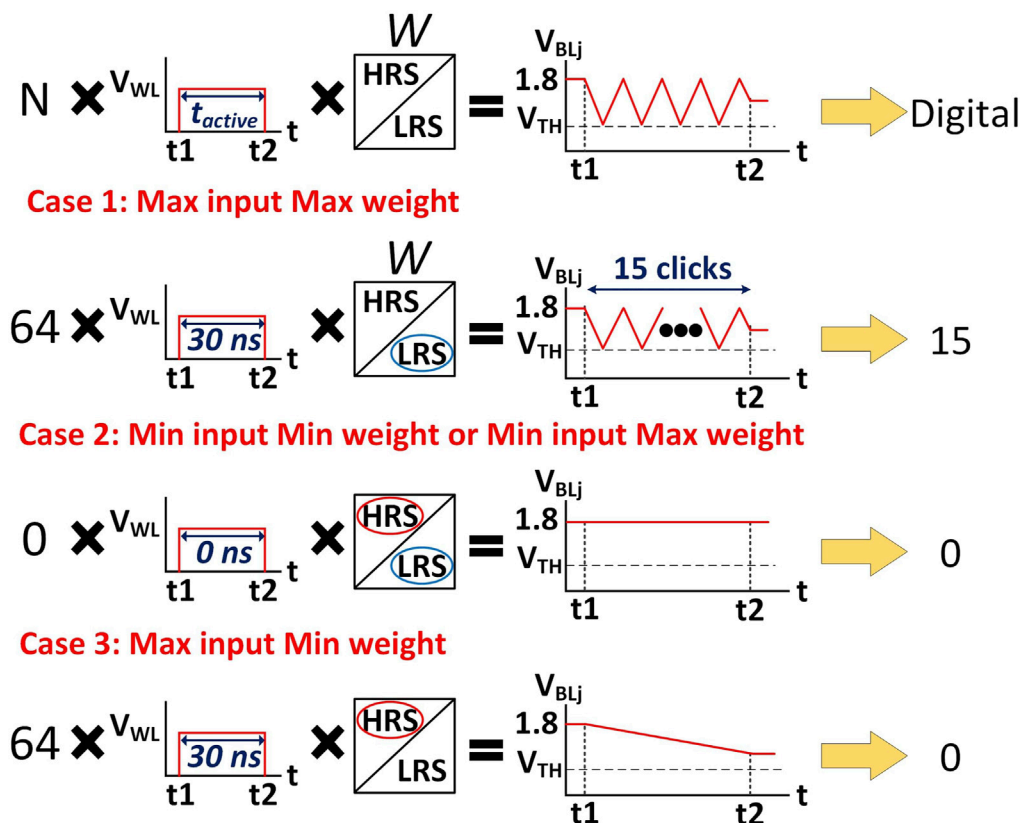 W
V_BLj
HRS
N × V_WL t_active t × LRS = 1.8 V_TH t Digital
t1 t2 t1 t2
Case 1: Max input Max weight
W
V_BLj 15 clicks
HRS
64 × V_WL 30 ns t × LRS = 1.8 V_TH t 15
t1 t2 t1 t2
Case 2: Min input Min weight or Min input Max weight
V_BLj
HRS
0 × V_WL 0 ns t × LRS = 1.8 V_TH t 0
t1 t2 t1 t2
Case 3: Max input Min weight
V_BLj
HRS
64 × V_WL 30 ns t × LRS = 1.8 V_TH t 0
t1 t2 t1 t2